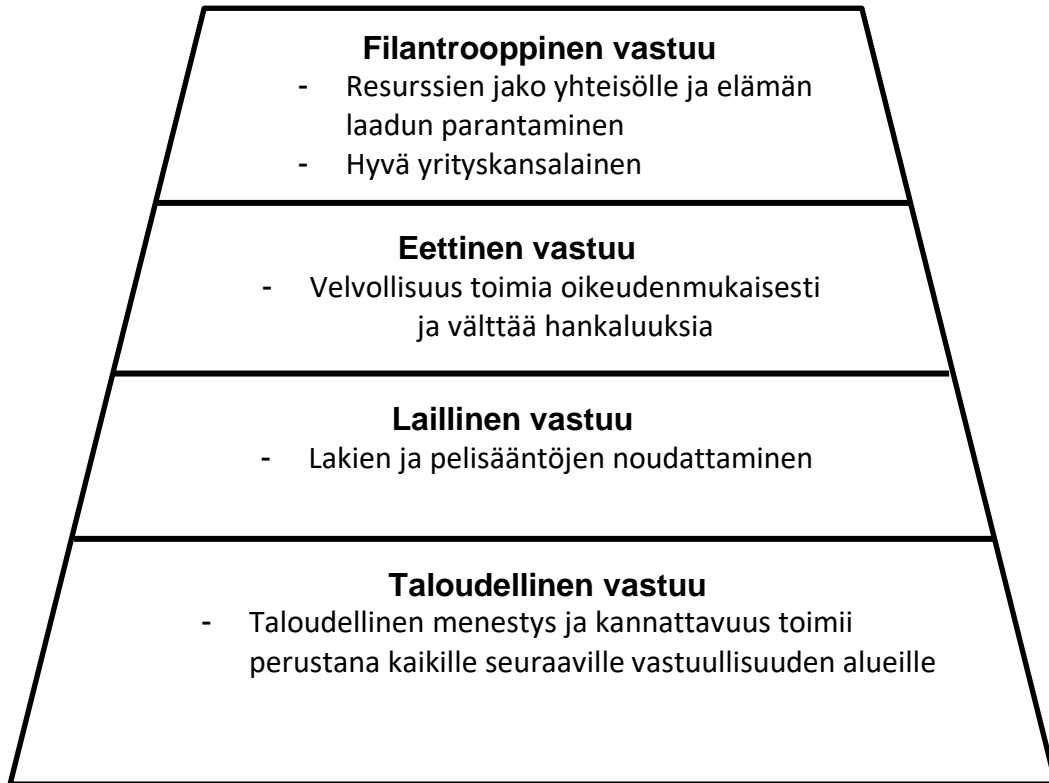 Filantrooppinen vastuu
- Resurssien jako yhteisölle ja elämän
laadun parantaminen
- Hyvä yrityskansalainen
Eettinen vastuu
- Velvollisuus toimia oikeudenmukaisesti
ja välttää hankaluuksia
Laillinen vastuu
- Lakien ja pelisääntöjen noudattaminen
Taloudellinen vastuu
- Taloudellinen menestys ja kannattavuus toimii
perustana kaikille seuraaville vastuullisuuden alueille